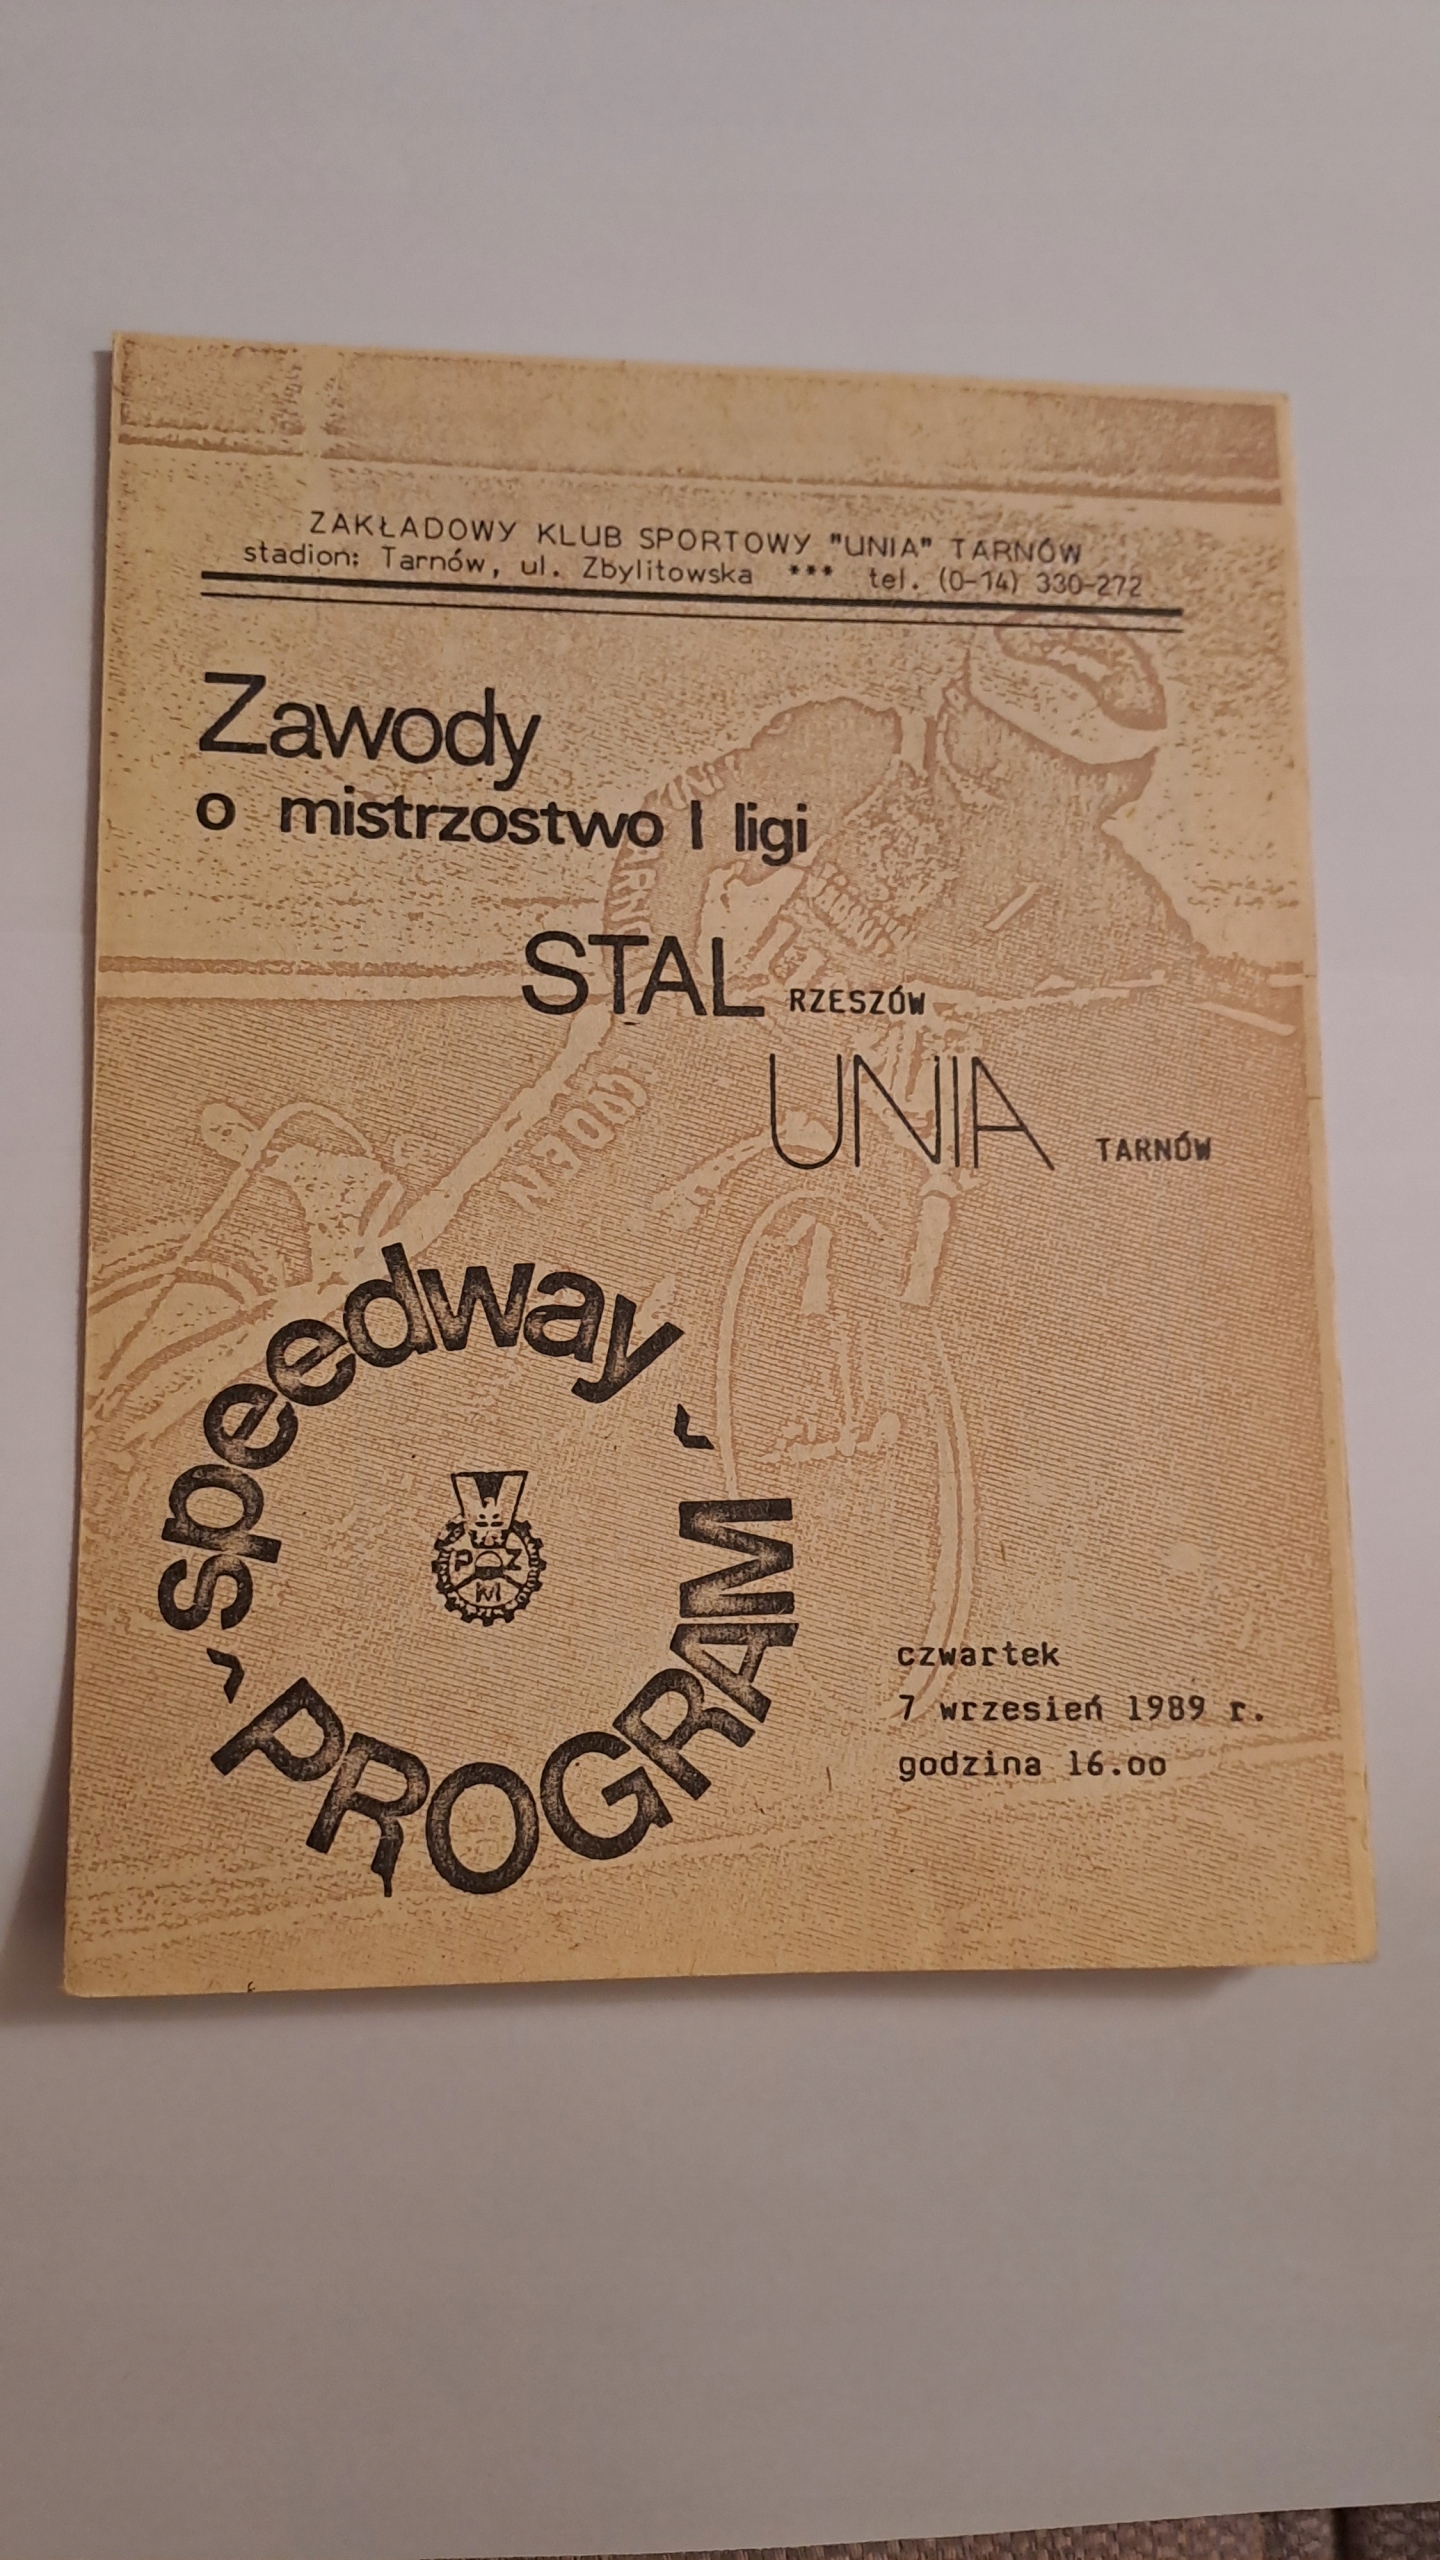 ZAKŁADOWY KLUB SPORTOWY "UNIA" TARNÓW
stadion: Tarnów, ul. Zbylitowska *** tel. (0-14) 330-272
Zawody
o mistrzostwo I ligi
STAL RZESZÓW
UNIA TARNÓW
speedway
PROGRAM
PZM
czwartek
7 wrzesień 1989 r.
godzina 16.oo